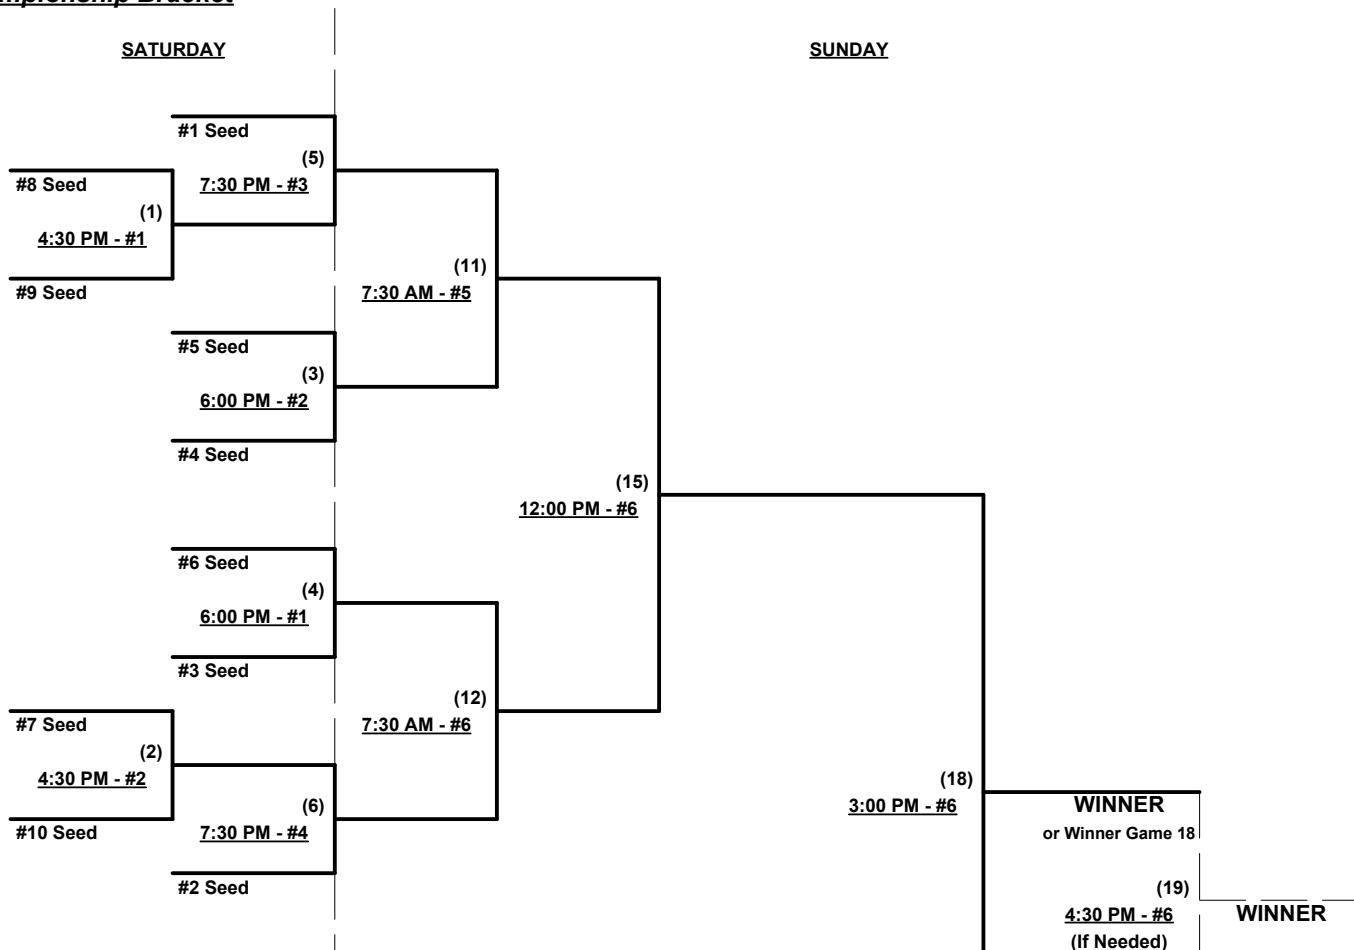 SATURDAY
SUNDAY
#1 Seed
(5)
7:30 PM - #3
#8 Seed
(1)
4:30 PM - #1
#9 Seed
(11)
7:30 AM - #5
#5 Seed
(3)
6:00 PM - #2
#4 Seed
(15)
12:00 PM - #6
#6 Seed
(4)
6:00 PM - #1
#3 Seed
(12)
7:30 AM - #6
#7 Seed
(2)
4:30 PM - #2
#10 Seed
(6)
7:30 PM - #4
#2 Seed
(18)
3:00 PM - #6
WINNER
or Winner Game 18
(19)
4:30 PM - #6
(If Needed)
WINNER